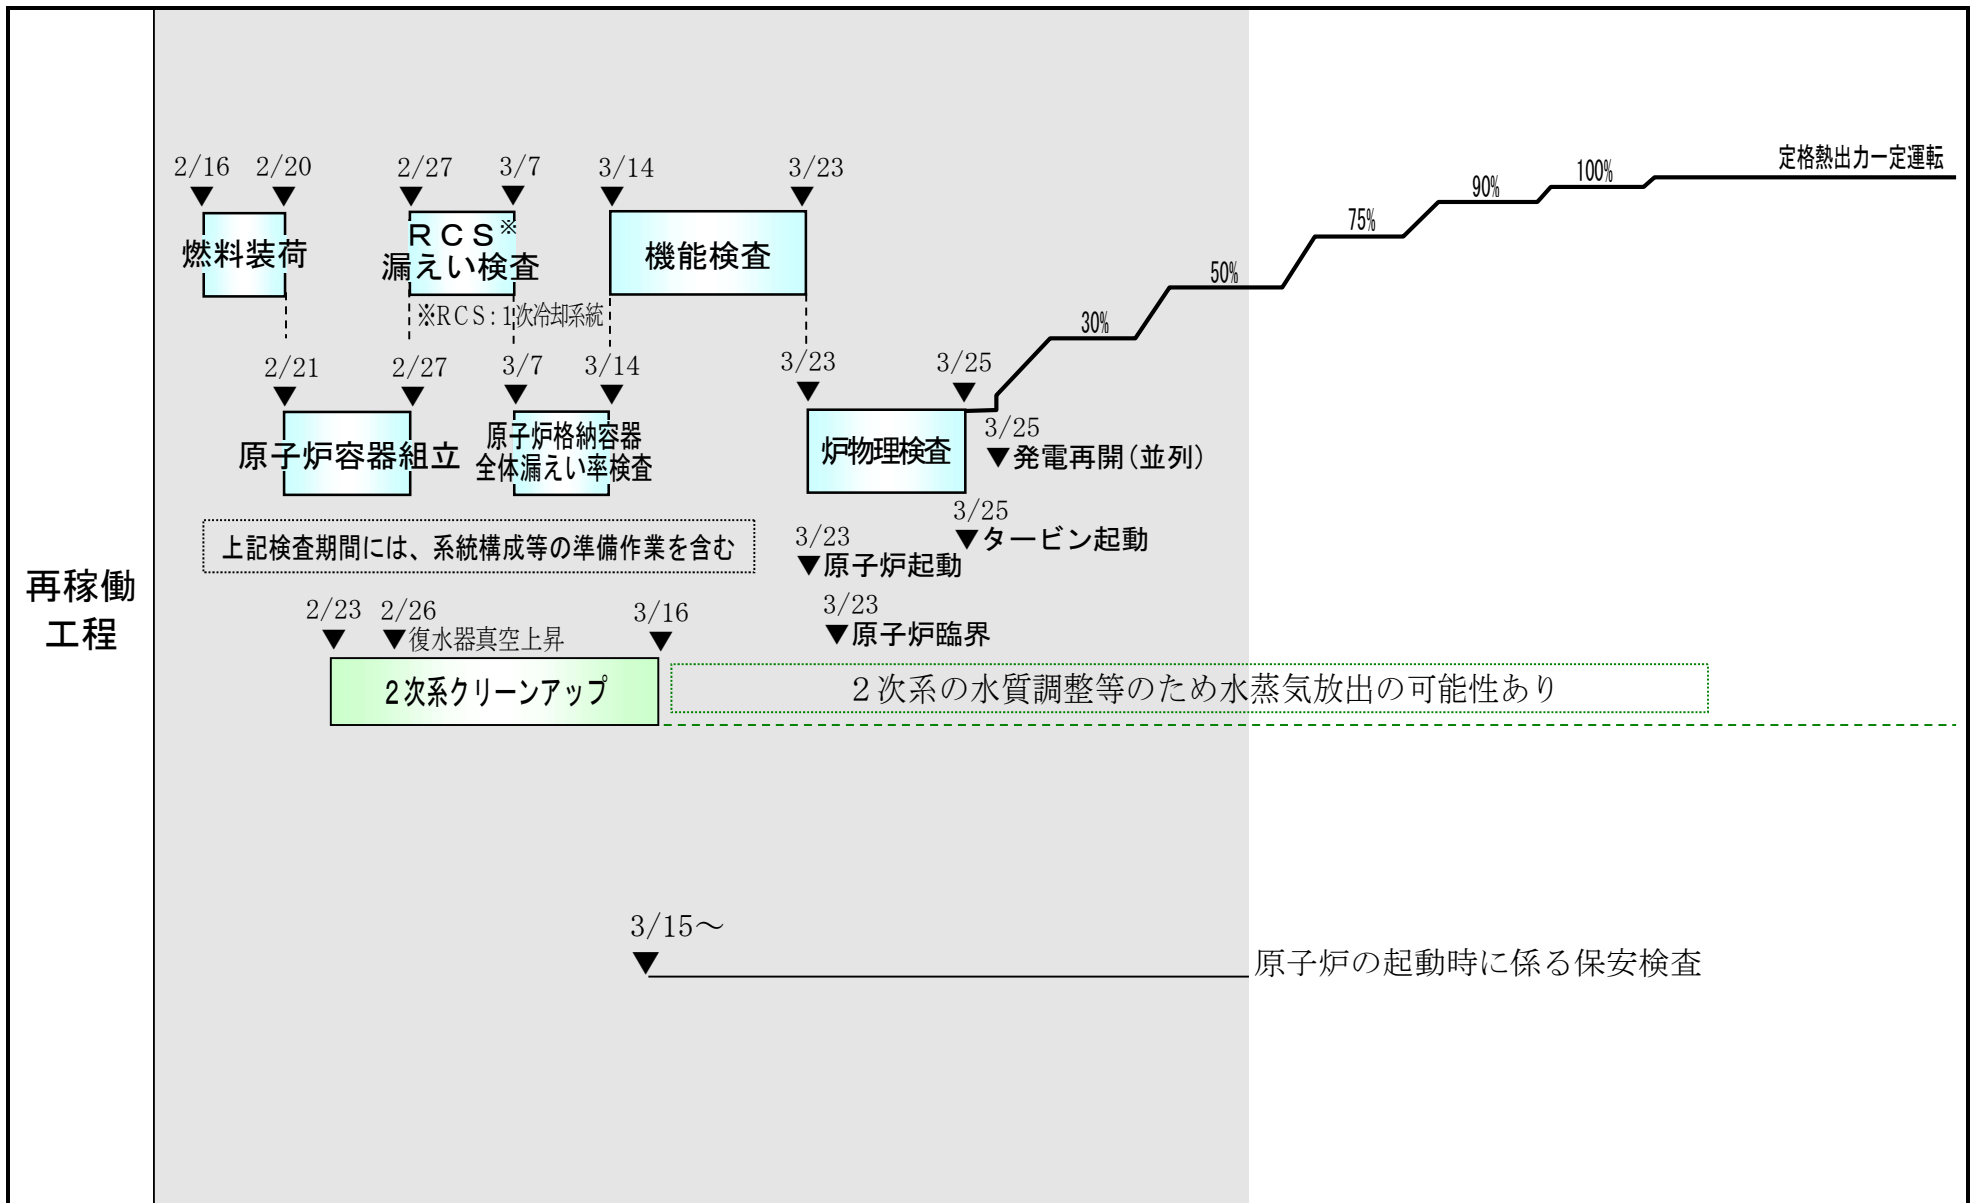 再稼働
工程
2/16 2/20 2/27 3/7 3/14 3/23
▼ ▼ ▼ ▼ ▼ ▼
燃料装荷
RCS※
漏えい検査
機能検査
※RCS:1次冷却系統
2/21 2/27 3/7 3/14 3/23 3/25
▼ ▼ ▼ ▼ ▼ ▼
原子炉容器組立
原子炉格納容器
全体漏えい率検査
炉物理検査
30%
50%
75%
90%
100%
定格熱出力一定運転
3/25
▼発電再開(並列)
3/25
▼タービン起動
上記検査期間には、系統構成等の準備作業を含む
3/23
▼原子炉起動
3/23
▼原子炉臨界
2/23 2/26 3/16
▼ ▼復水器真空上昇 ▼
2次系クリーンアップ
2次系の水質調整等のため水蒸気放出の可能性あり
3/15～
▼
原子炉の起動時に係る保安検査